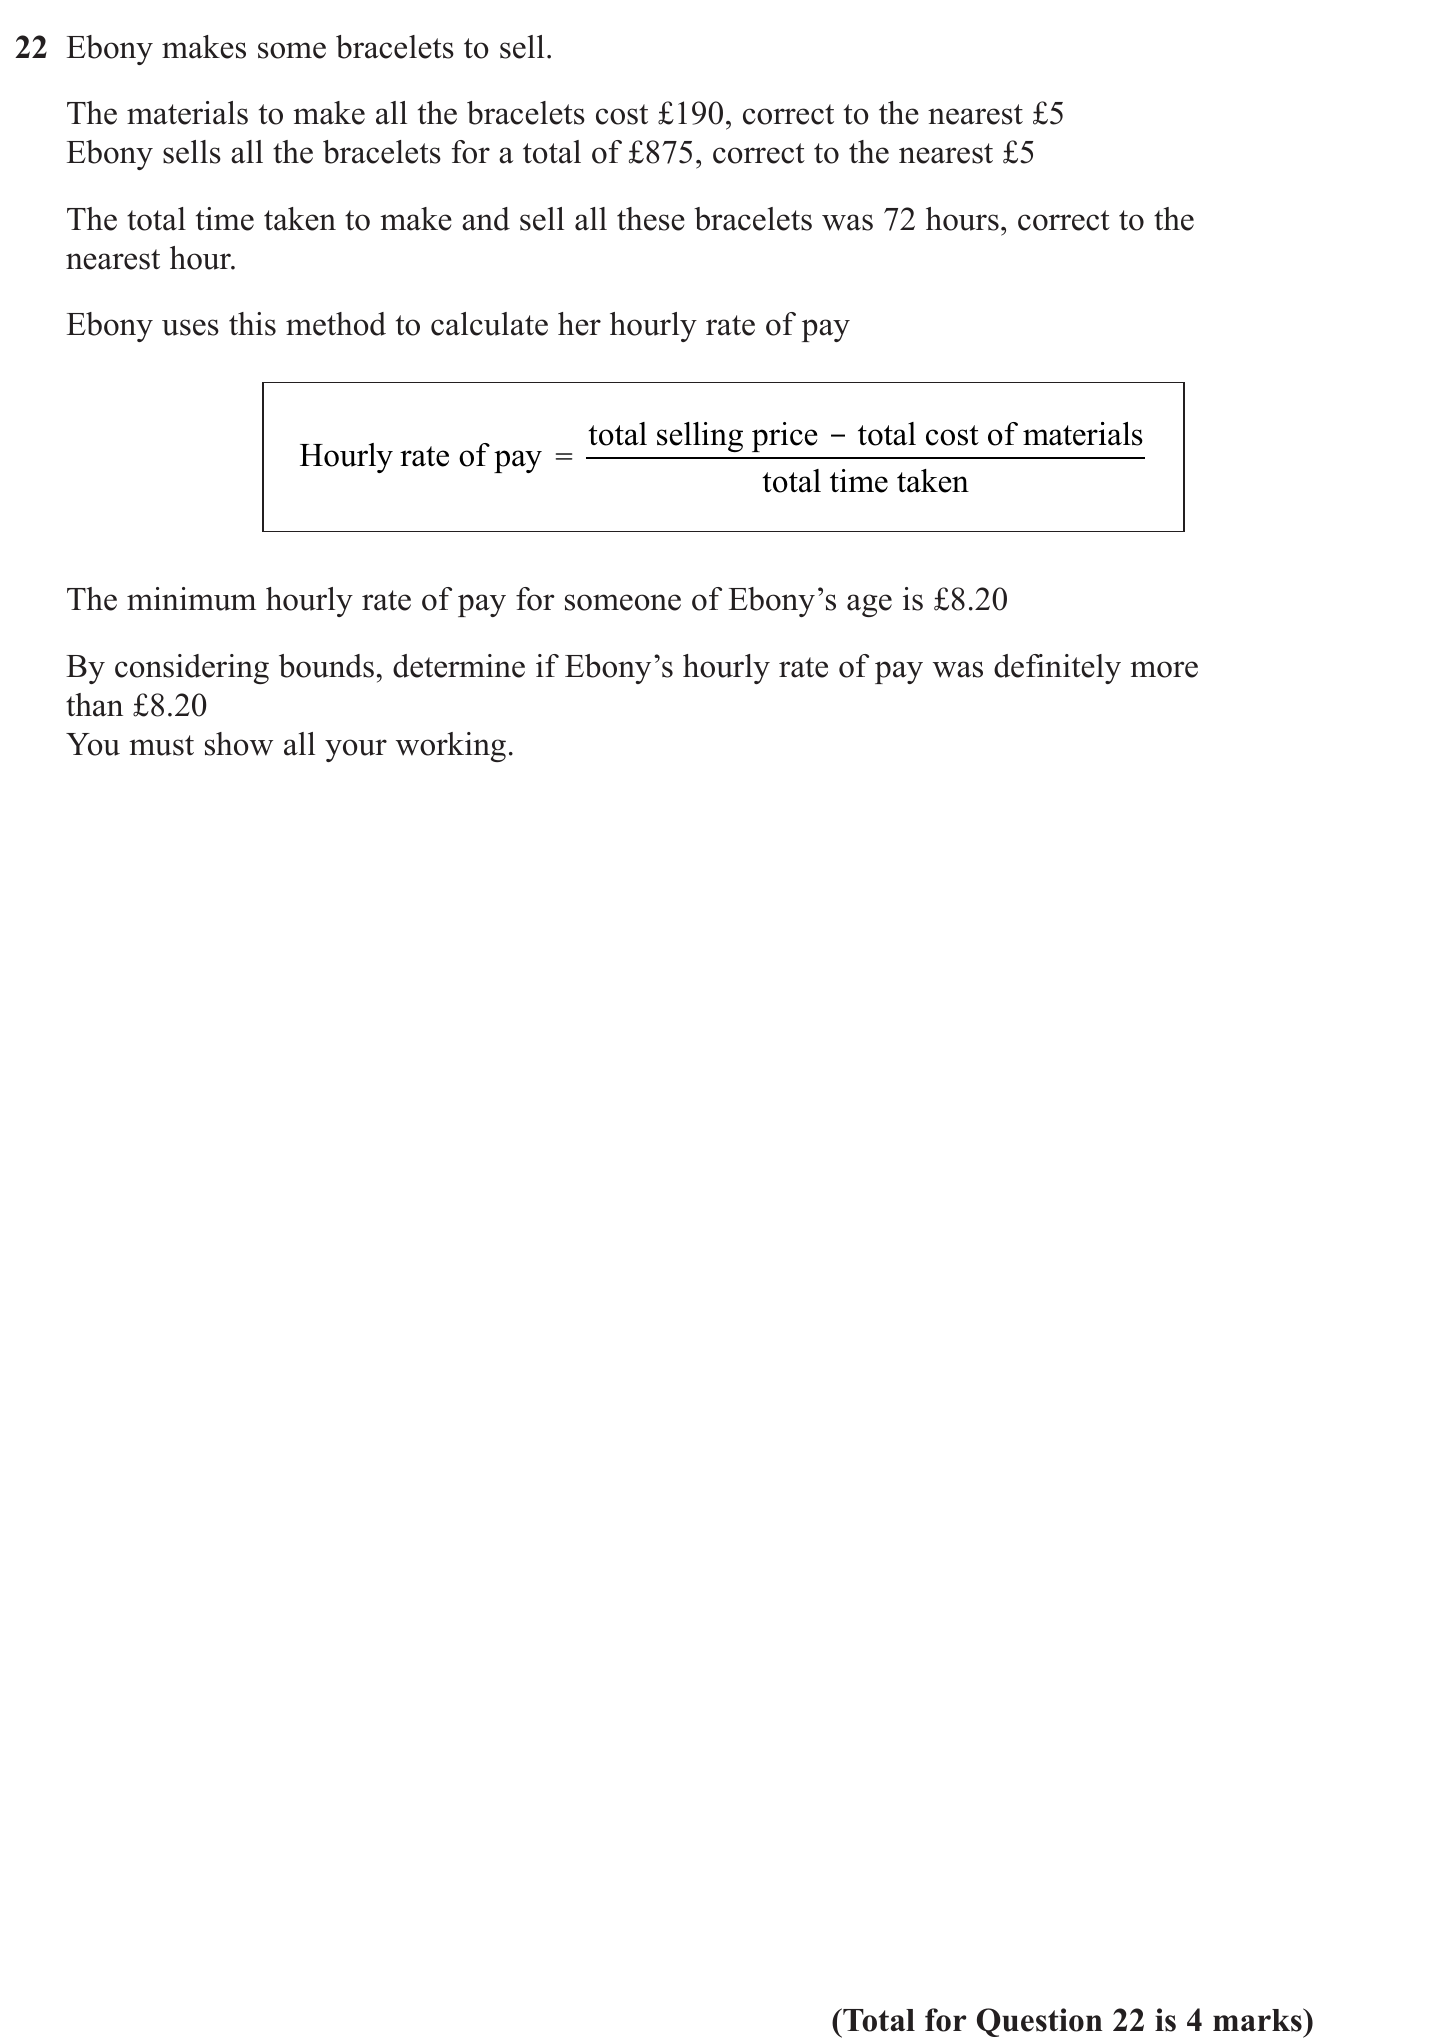 22 Ebony makes some bracelets to sell.
The materials to make all the bracelets cost £190, correct to the nearest £5
Ebony sells all the bracelets for a total of £875, correct to the nearest £5
The total time taken to make and sell all these bracelets was 72 hours, correct to the
nearest hour.
Ebony uses this method to calculate her hourly rate of pay
Hourly rate of pay = total selling price – total cost of materials
total time taken
The minimum hourly rate of pay for someone of Ebony’s age is £8.20
By considering bounds, determine if Ebony’s hourly rate of pay was definitely more
than £8.20
You must show all your working.
(Total for Question 22 is 4 marks)